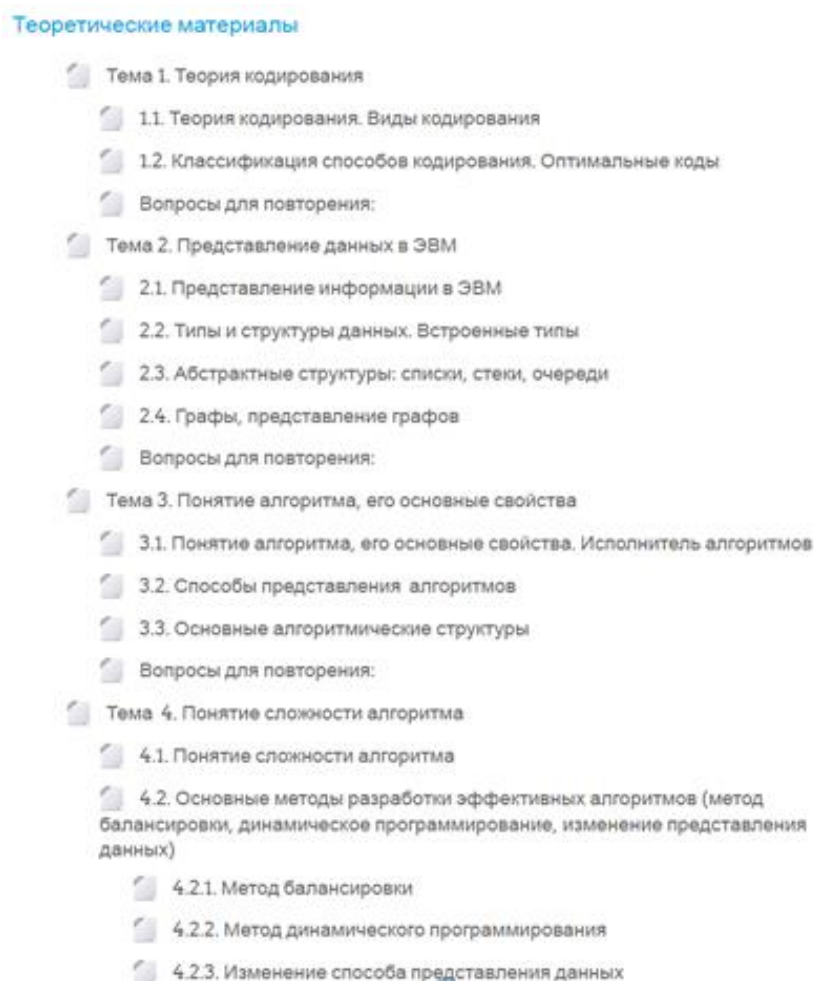 Теоретические материалы
Тема 1. Теория кодирования
1.1. Теория кодирования. Виды кодирования
1.2. Классификация способов кодирования. Оптимальные коды
Вопросы для повторения:
Тема 2. Представление данных в ЭВМ
2.1. Представление информации в ЭВМ
2.2. Типы и структуры данных. Встроенные типы
2.3. Абстрактные структуры: списки, стеки, очереди
2.4. Графы, представление графов
Вопросы для повторения:
Тема 3. Понятие алгоритма, его основные свойства
3.1. Понятие алгоритма, его основные свойства. Исполнитель алгоритмов
3.2. Способы представления алгоритмов
3.3. Основные алгоритмические структуры
Вопросы для повторения:
Тема 4. Понятие сложности алгоритма
4.1. Понятие сложности алгоритма
4.2. Основные методы разработки эффективных алгоритмов (метод
балансировки, динамическое программирование, изменение представления
данных)
4.2.1. Метод балансировки
4.2.2. Метод динамического программирования
4.2.3. Изменение способа представления данных